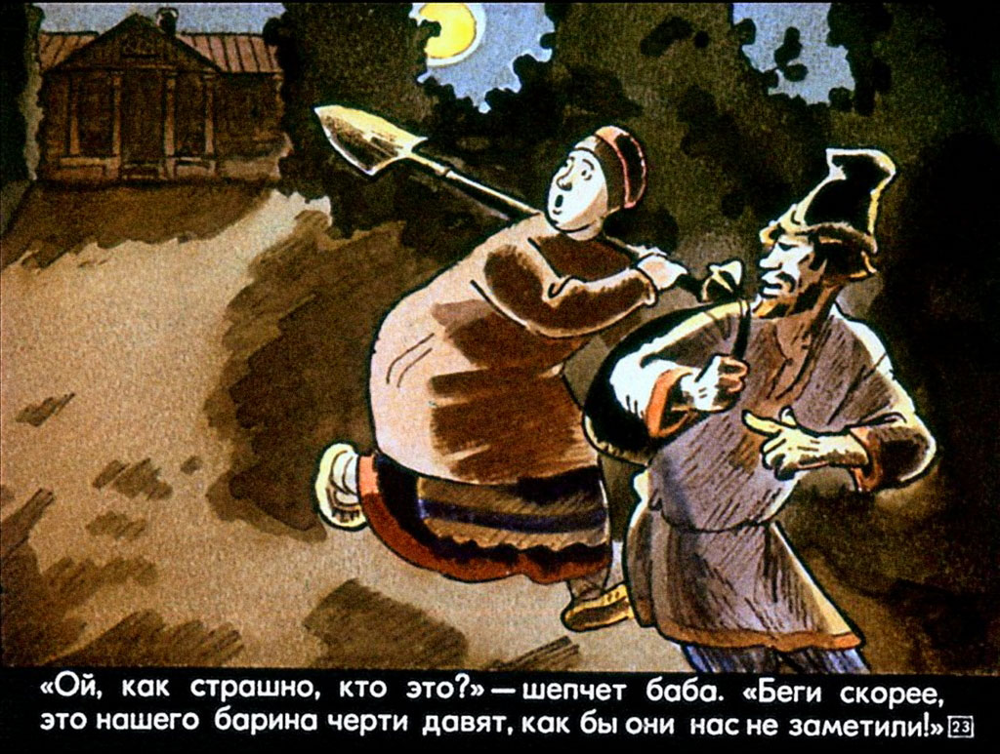 «Ой, как страшно, кто это?» — шепчет баба. «Беги скорее,
это нашего барина черти давят, как бы они нас не заметили!» 23